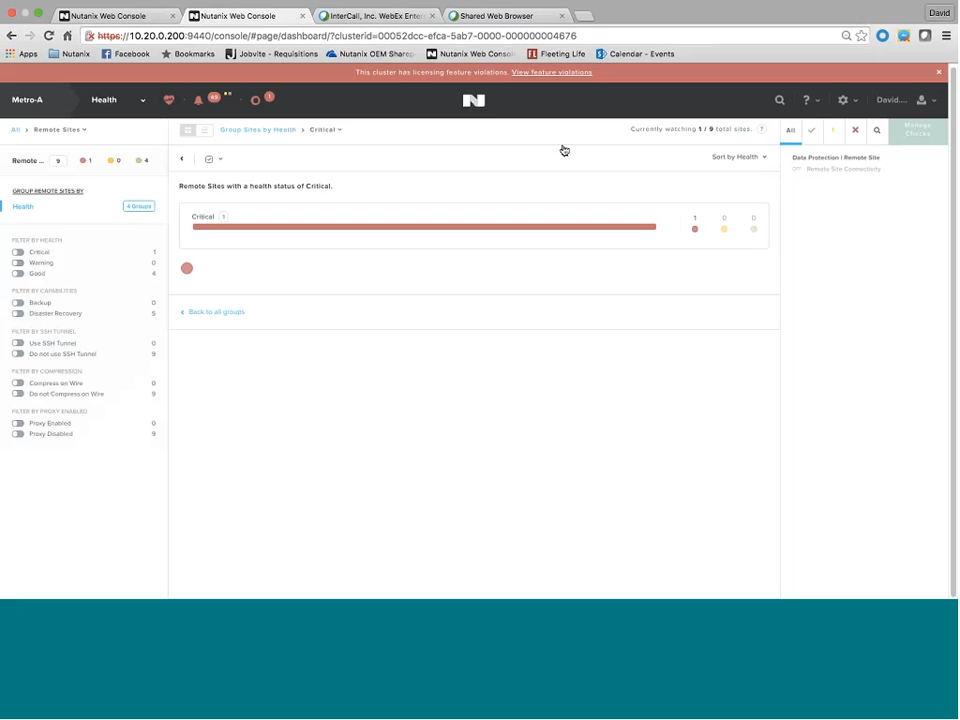 Nutanix Web Console
Nutanix Web Console
InterCall, Inc. WebEx Enter
Shared Web Browser
David
https://10.20.0.200:9440/console/#page/dashboard/?clusterid=00052dcc-efca-5ab7-0000-000000004676
Apps Nutanix Facebook Bookmarks Jobvite - Requisitions Nutanix OEM Sharep Nutanix Web Conso Fleeting Life Calendar - Events
This cluster has licensing feature violations. View feature violations
Metro-A Health 49 1 ? David....
All > Remote Sites
Group Sites by Health > Critical
Currently watching 1 / 9 total sites. ?
All
Manage Checks
Remote ... 9 1 0 4
Sort by Health
Data Protection | Remote Site
OFF Remote Site Connectivity
Remote Sites with a health status of Critical.
GROUP REMOTE SITES BY
Health 4 Groups
Critical 1
1 0 0
FILTER BY HEALTH
Critical 1
Warning 0
Good 4
FILTER BY CAPABILITIES
Backup 0
Disaster Recovery 5
FILTER BY SSH TUNNEL
Use SSH Tunnel 0
Do not use SSH Tunnel 9
FILTER BY COMPRESSION
Compress on Wire 0
Do not Compress on Wire 9
FILTER BY PROXY ENABLED
Proxy Enabled 0
Proxy Disabled 9
Back to all groups